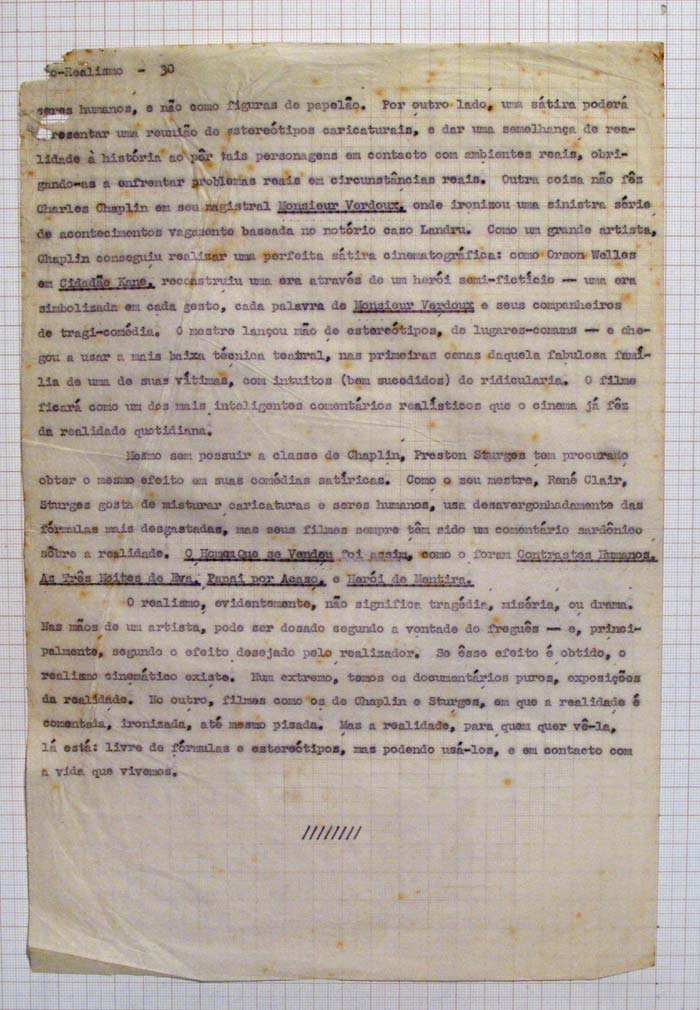 o-Realismo - 30
seres humanos, e não como figuras de papelão. Por outro lado, uma sátira poderá
presentar uma reunião de estereótipos caricaturais, e dar uma semelhança de rea-
lidade à história ao pôr tais personagens em contacto com ambientes reais, obri-
gando-as a enfrentar problemas reais em circunstâncias reais. Outra coisa não fêz
Charles Chaplin em seu magistral Monsieur Verdoux, onde ironizou uma sinistra série
de acontecimentos vagamente baseada no notório caso Landru. Como um grande artista,
Chaplin conseguiu realizar uma perfeita sátira cinematográfica: como Orson Welles
em Cidadão Kane, reconstruiu uma era através de um herói semi-fictício — uma era
simbolizada em cada gesto, cada palavra de Monsieur Verdoux e seus companheiros
de tragi-comédia. O mestre lançou mão de estereótipos, de lugares-comuns — e che-
gou a usar a mais baixa técnica teatral, nas primeiras cenas daquela fabulosa famí-
lia de uma de suas vítimas, com intuitos (bem sucedidos) de ridicularia. O filme
ficará como um dos mais inteligentes comentários realísticos que o cinema já fêz
da realidade quotidiana.
Mesmo sem possuir a classe de Chaplin, Preston Sturges tem procurado
obter o mesmo efeito em suas comédias satíricas. Como o seu mestre, René Clair,
Sturges gosta de misturar caricaturas e seres humanos, usa desavergonhadamente das
fórmulas mais desgastadas, mas seus filmes sempre têm sido um comentário sardônico
sôbre a realidade. O Homem Que se Vendeu foi assim, como o foram Contrastes Humanos,
As Três Noites de Eva, Papai por Acaso, e Herói de Mentira.
O realismo, evidentemente, não significa tragédia, miséria, ou drama.
Nas mãos de um artista, pode ser dosado segundo a vontade do freguês — e, princi-
palmente, segundo o efeito desejado pelo realizador. Se êsse efeito é obtido, o
realismo cinemático existe. Num extremo, temos os documentários puros, exposições
da realidade. No outro, filmes como os de Chaplin e Sturges, em que a realidade é
comentada, ironizada, até mesmo pisada. Mas a realidade, para quem quer vê-la,
lá está: livre de fórmulas e estereótipos, mas podendo usá-los, e em contacto com
a vida que vivemos.
////////